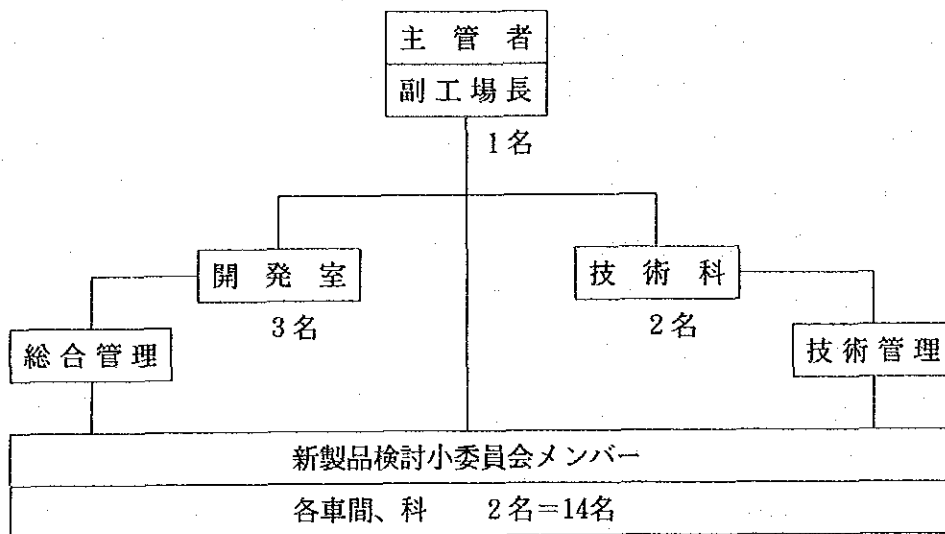 主管者
副工場長
1名
開発室
技術科
3名
2名
総合管理
技術管理
新製品検討小委員会メンバー
各車間、科 2名=14名